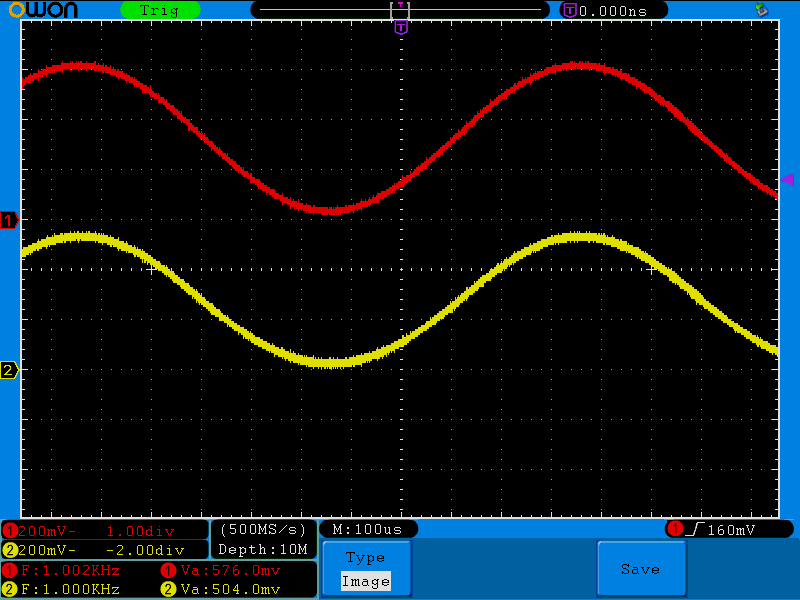 OWON Trig T T 0.000ns
T
1
2
1 200mV- 1.00div (500MS/s) M:100us 1 160mV
2 200mV- -2.00div Depth:10M
1 F:1.002KHz 1 Va:576.0mv Type Save
2 F:1.000KHz 2 Va:504.0mv Image